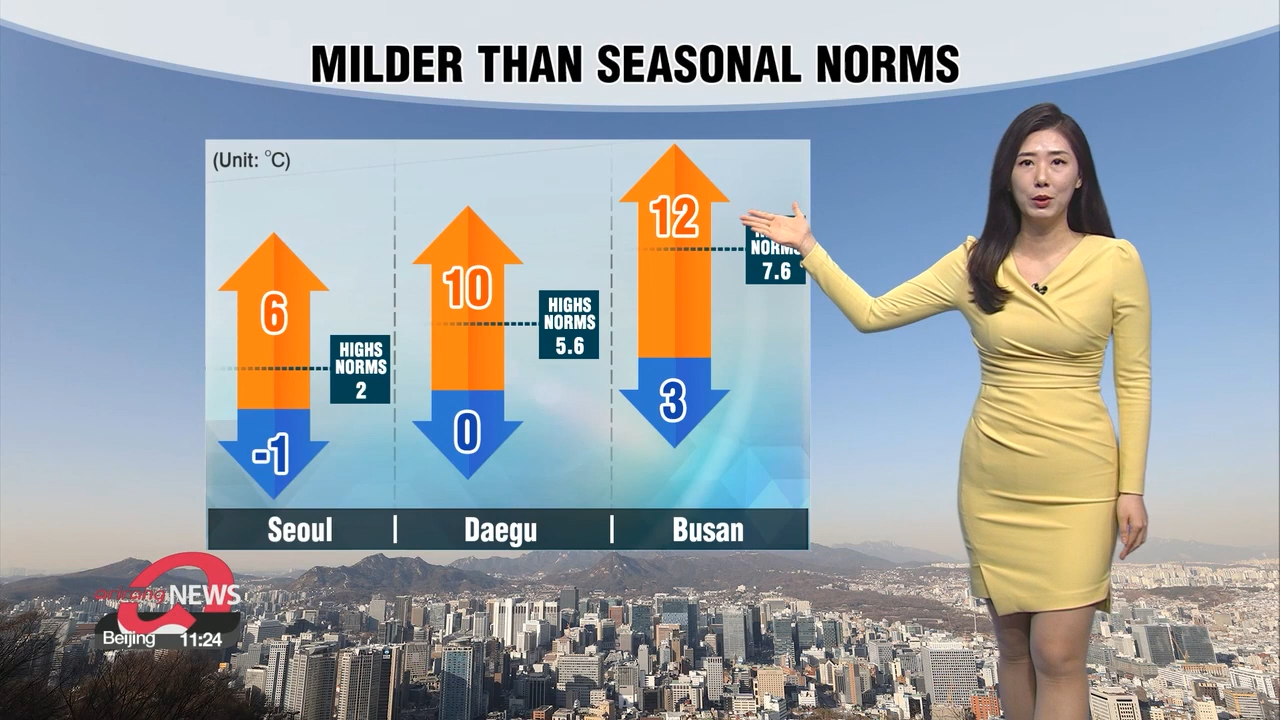 MILDER THAN SEASONAL NORMS
(Unit: °C)
6
-1
HIGHS
NORMS
2
10
0
HIGHS
NORMS
5.6
12
3
NORMS
7.6
Seoul | Daegu | Busan
arirang NEWS
Beijing 11:24